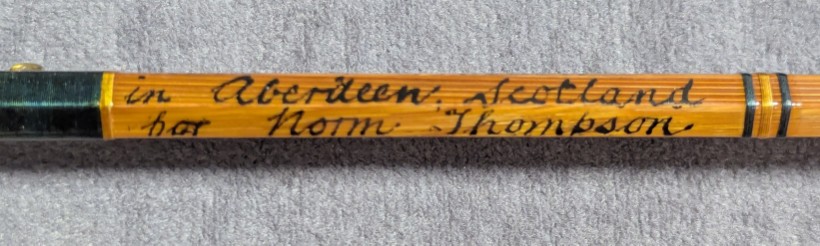 in Aberdeen, Scotland
for Norm Thompson